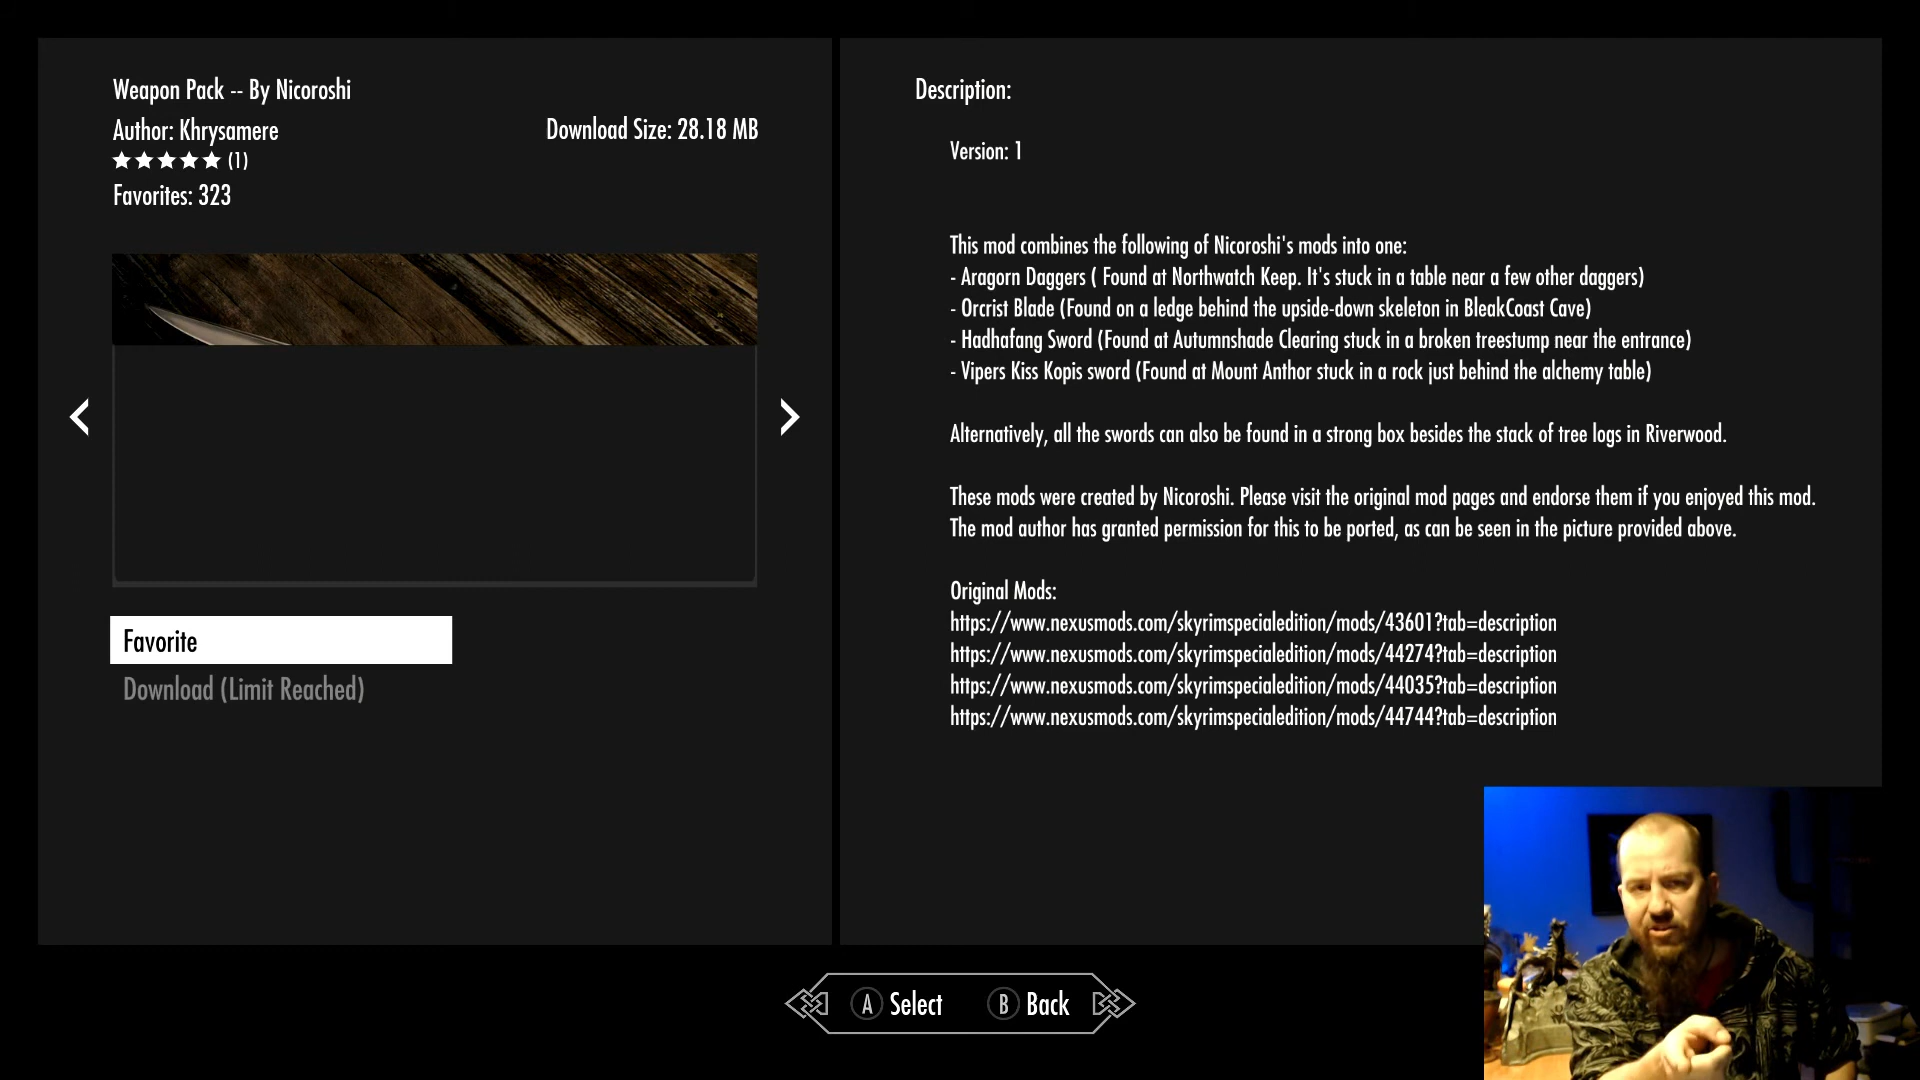 Weapon Pack -- By Nicoroshi
Author: Khrysamere
Download Size: 28.18 MB
(1)
Favorites: 323
Favorite
Download (Limit Reached)
Description:
Version: 1
This mod combines the following of Nicoroshi's mods into one:
- Aragorn Daggers ( Found at Northwatch Keep. It's stuck in a table near a few other daggers)
- Orcrist Blade (Found on a ledge behind the upside-down skeleton in BleakCoast Cave)
- Hadhafang Sword (Found at Autumnshade Clearing stuck in a broken treestump near the entrance)
- Vipers Kiss Kopis sword (Found at Mount Anthor stuck in a rock just behind the alchemy table)
Alternatively, all the swords can also be found in a strong box besides the stack of tree logs in Riverwood.
These mods were created by Nicoroshi. Please visit the original mod pages and endorse them if you enjoyed this mod.
The mod author has granted permission for this to be ported, as can be seen in the picture provided above.
Original Mods:
https://www.nexusmods.com/skyrimspecialedition/mods/43601?tab=description
https://www.nexusmods.com/skyrimspecialedition/mods/44274?tab=description
https://www.nexusmods.com/skyrimspecialedition/mods/44035?tab=description
https://www.nexusmods.com/skyrimspecialedition/mods/44744?tab=description
A Select B Back